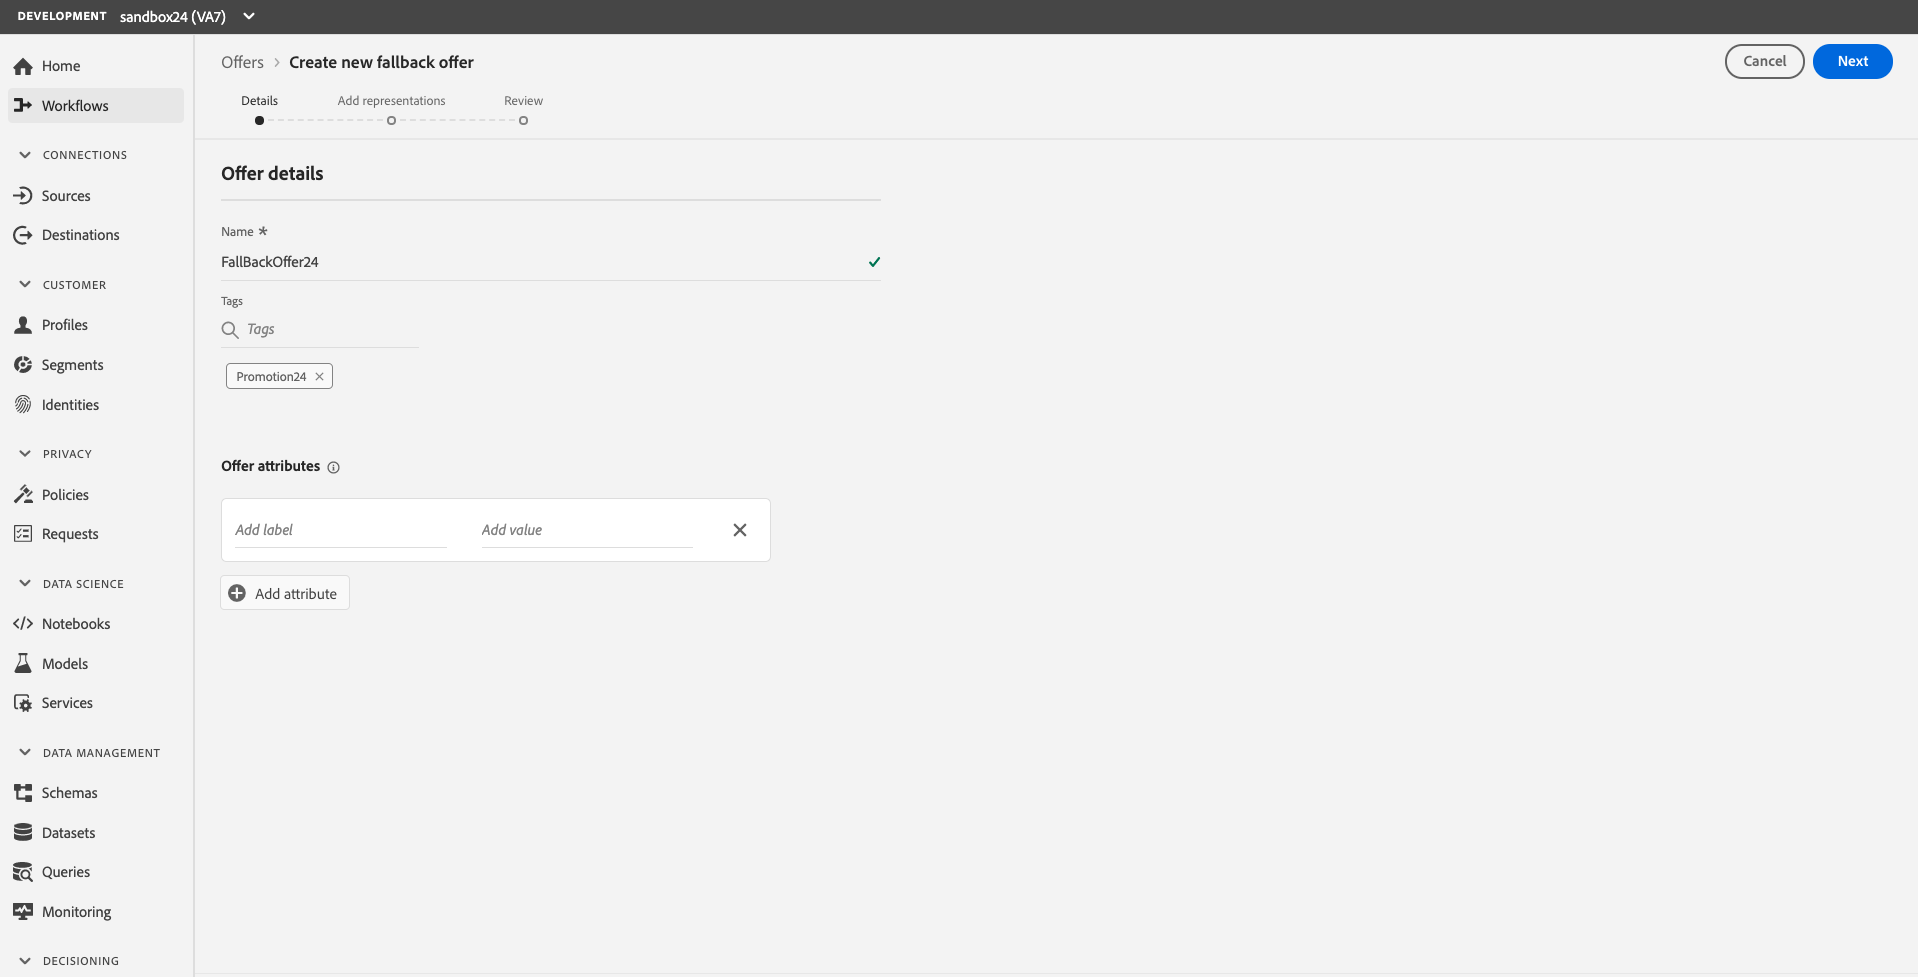 DEVELOPMENT sandbox24 (VA7)
Home
Workflows
CONNECTIONS
Sources
Destinations
CUSTOMER
Profiles
Segments
Identities
PRIVACY
Policies
Requests
DATA SCIENCE
Notebooks
Models
Services
DATA MANAGEMENT
Schemas
Datasets
Queries
Monitoring
DECISIONING
Offers > Create new fallback offer
Cancel
Next
Details
Add representations
Review
Offer details
Name *
FallBackOffer24
Tags
Tags
Promotion24
Offer attributes
Add label
Add value
Add attribute